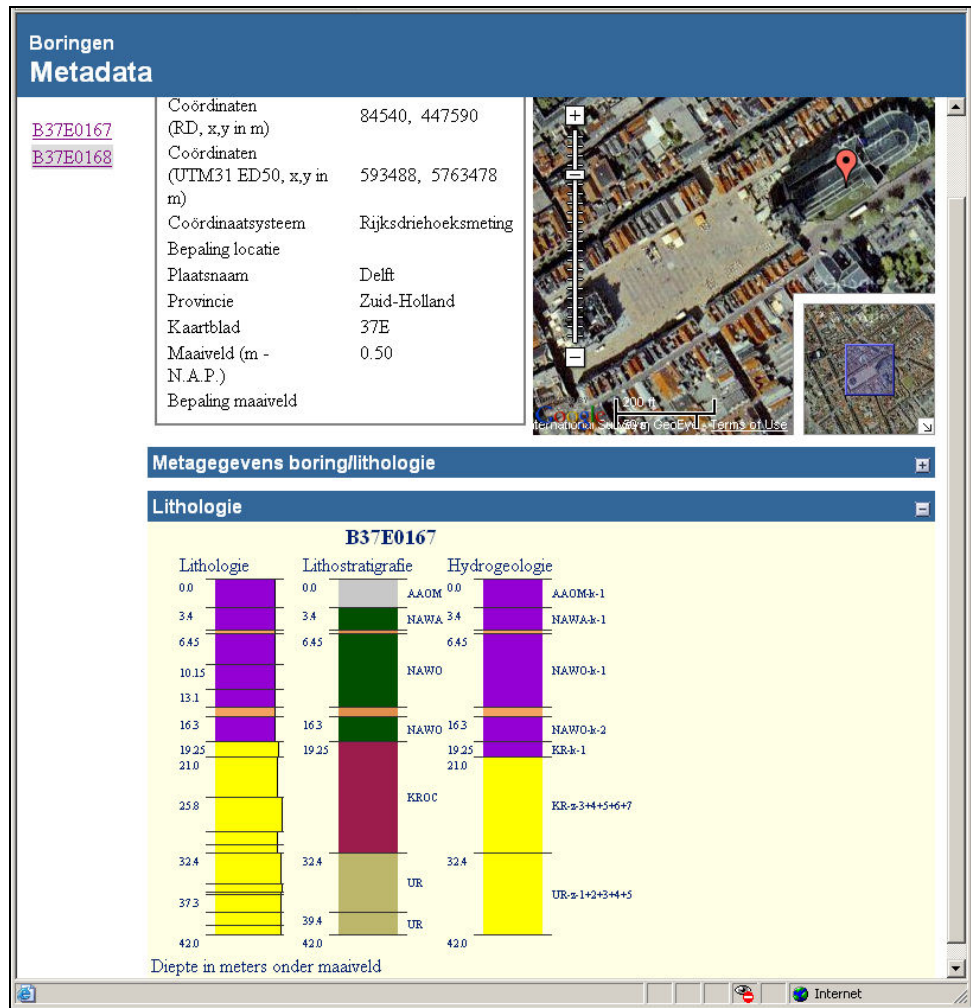 Boringen
Metadata
B37E0167
B37E0168
Coördinaten
(RD, x,y in m)
84540, 447590
Coördinaten
(UTM31 ED50, x,y in
m)
593488, 5763478
Coördinaatsysteem
Rijksdriehoeksmeting
Bepaling locatie
Plaatsnaam
Delft
Provincie
Zuid-Holland
Kaartblad
37E
Maaiveld (m -
N.A.P.)
0.50
Bepaling maaiveld
200 ft
GeoEye - Terms of Use
Metagegevens boring/lithologie
Lithologie
B37E0167
Lithologie
0.0
3.4
6.45
10.15
13.1
16.3
19.25
21.0
25.8
32.4
37.3
42.0
Lithostratigrafie
0.0
AAOM
3.4
NAWA
6.45
NAWO
16.3
NAWO
19.25
KROC
32.4
UR
39.4
UR
42.0
Hydrogeologie
0.0
AAOM-k-1
3.4
NAWA-k-1
6.45
NAWO-k-1
16.3
NAWO-k-2
19.25
KR-k-1
21.0
KR-z-3+4+5+6+7
32.4
UR-z-1+2+3+4+5
42.0
Diepte in meters onder maaiveld
Internet